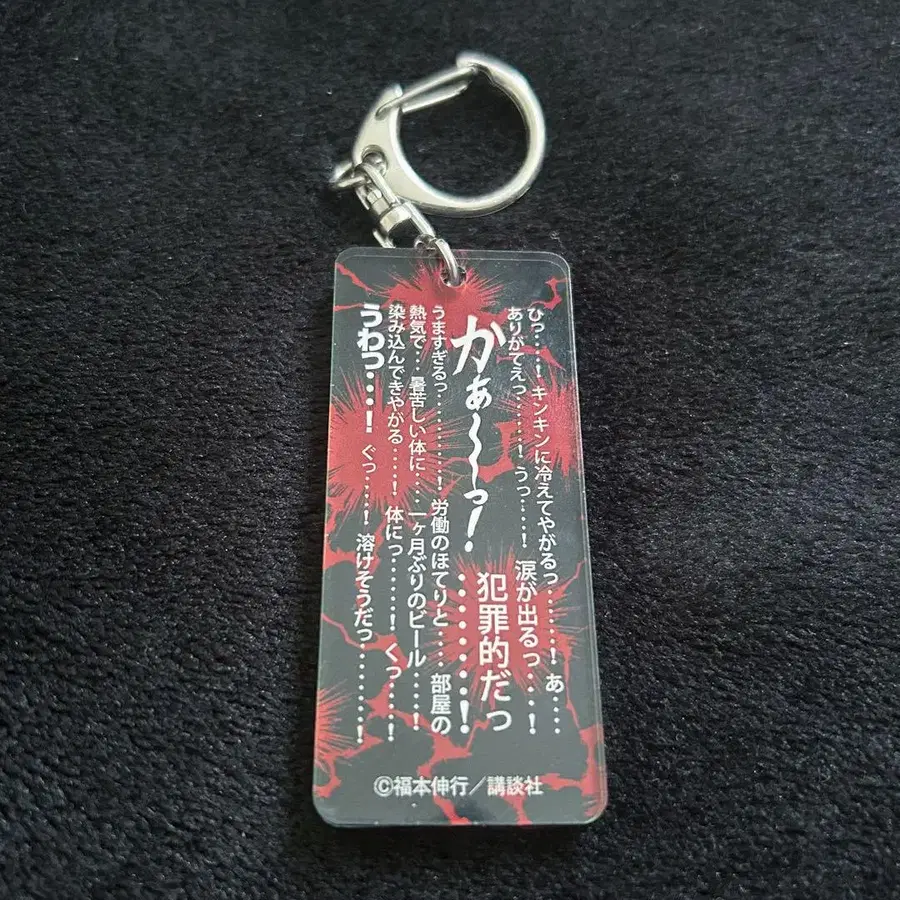 ひっ‥‥!キンキンに冷えてやがるっ‥‥‥‥!あ‥‥
ありがてえっ‥‥‥!うっ‥‥!涙が出るっ‥‥!
かぁ～～っ!犯罪的だっ
‥‥‥‥!
うますぎるっ‥‥‥‥‥!労働のほてりと‥‥部屋の
熱気で‥‥暑苦しい体に‥‥一ヶ月ぶりのビール‥‥!
染み込んできやがる‥‥!体にっ‥‥‥!くっ‥‥!
うわっ‥‥!ぐっ‥‥!溶けそうだっ‥‥‥‥!
©福本伸行／講談社